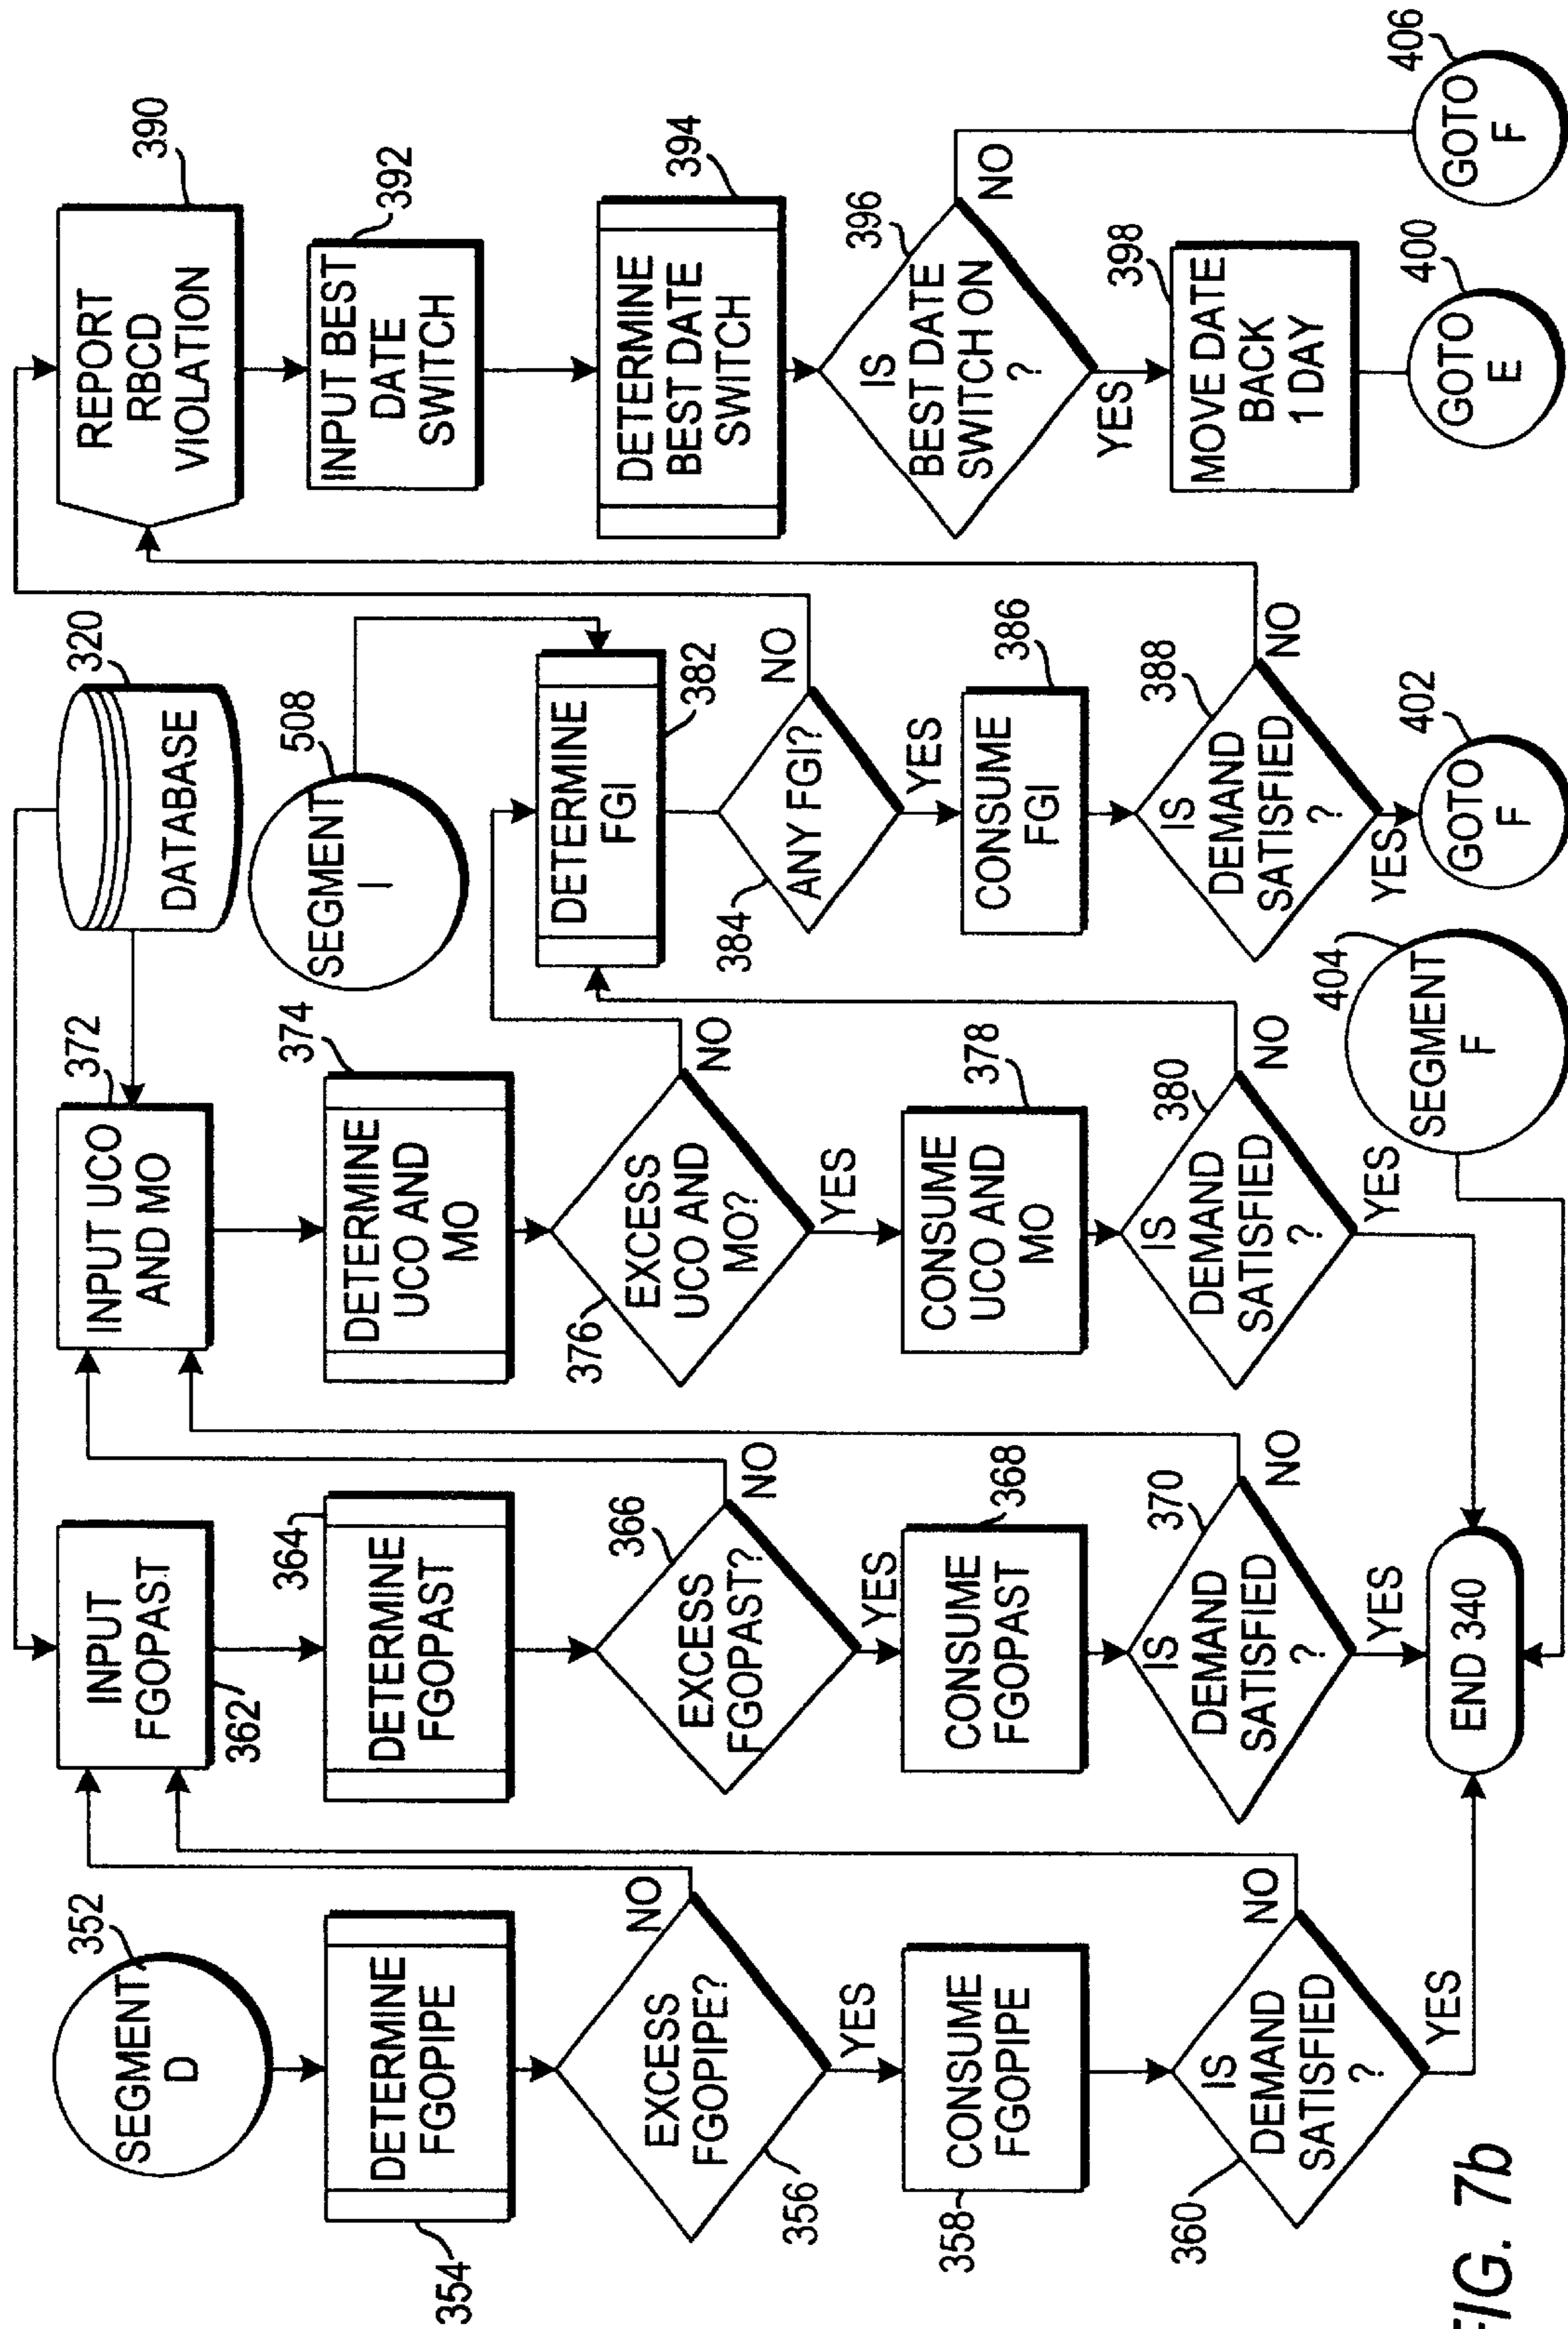 352
SEGMENT
D
DETERMINE
FGOPIPE
354
EXCESS
FGOPIPE?
NO
356
YES
CONSUME
FGOPIPE
358
IS
DEMAND
SATISFIED
?
NO
360
YES
INPUT
FGOPAST
362
364
DETERMINE
FGOPAST
366
EXCESS
FGOPAST?
NO
YES
368
CONSUME
FGOPAST
370
IS
DEMAND
SATISFIED
?
NO
YES
END 340
372
INPUT UCO
AND MO
374
DETERMINE
UCO AND
MO
EXCESS
UCO AND
MO?
NO
376
YES
378
CONSUME
UCO AND
MO
380
IS
DEMAND
SATISFIED
?
NO
YES
404
SEGMENT
F
320
DATABASE
508
SEGMENT
I
DETERMINE
FGI
382
384
ANY FGI?
NO
YES
386
CONSUME
FGI
388
IS
DEMAND
SATISFIED
?
NO
YES
402
GOTO
F
390
REPORT
RBCD
VIOLATION
392
INPUT BEST
DATE
SWITCH
394
DETERMINE
BEST DATE
SWITCH
396
IS
BEST DATE
SWITCH ON
?
NO
YES
398
MOVE DATE
BACK
1 DAY
400
GOTO
E
406
GOTO
F
FIG. 7b